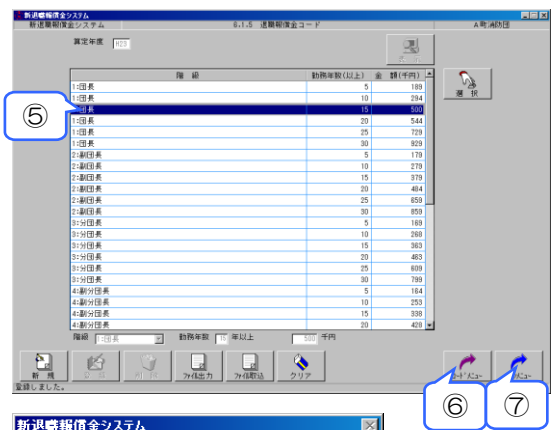 新退職報償金システム
新退職報償金システム 6.1.5 退職報償金コード A町消防団
算定年度 H23
階 級 勤務年数(以上) 金 額(千円)
選 択
1:団長 5 189
1:団長 10 294
⑤
団長 15 500
1:団長 20 544
1:団長 25 729
1:団長 30 929
2:副団長 5 179
2:副団長 10 279
2:副団長 15 379
2:副団長 20 484
2:副団長 25 659
2:副団長 30 859
3:分団長 5 169
3:分団長 10 268
3:分団長 15 363
3:分団長 20 463
3:分団長 25 609
3:分団長 30 799
4:副分団長 5 164
4:副分団長 10 253
4:副分団長 15 338
4:副分団長 20 428
階級 1:団長 勤務年数 15 年以上 500 千円
新 規 ﾌｧｲﾙ出力 ﾌｧｲﾙ取込 クリア
登録しました。
⑥ ⑦
新退職報償金システム